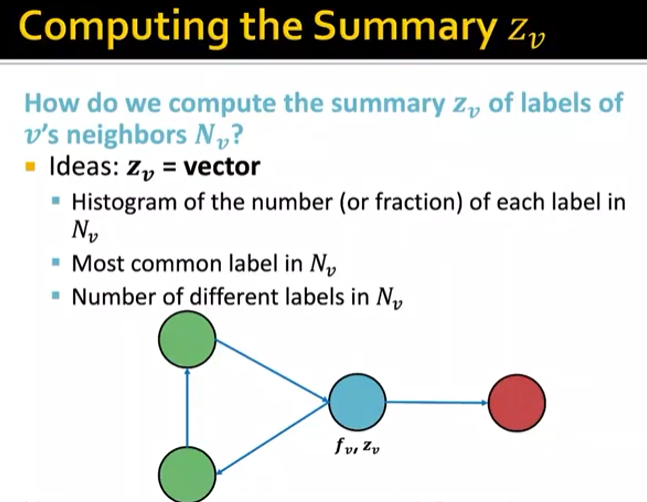 Computing the Summary z_v
How do we compute the summary z_v of labels of
v's neighbors N_v?
Ideas: z_v = vector
Histogram of the number (or fraction) of each label in
N_v
Most common label in N_v
Number of different labels in N_v
f_v, z_v